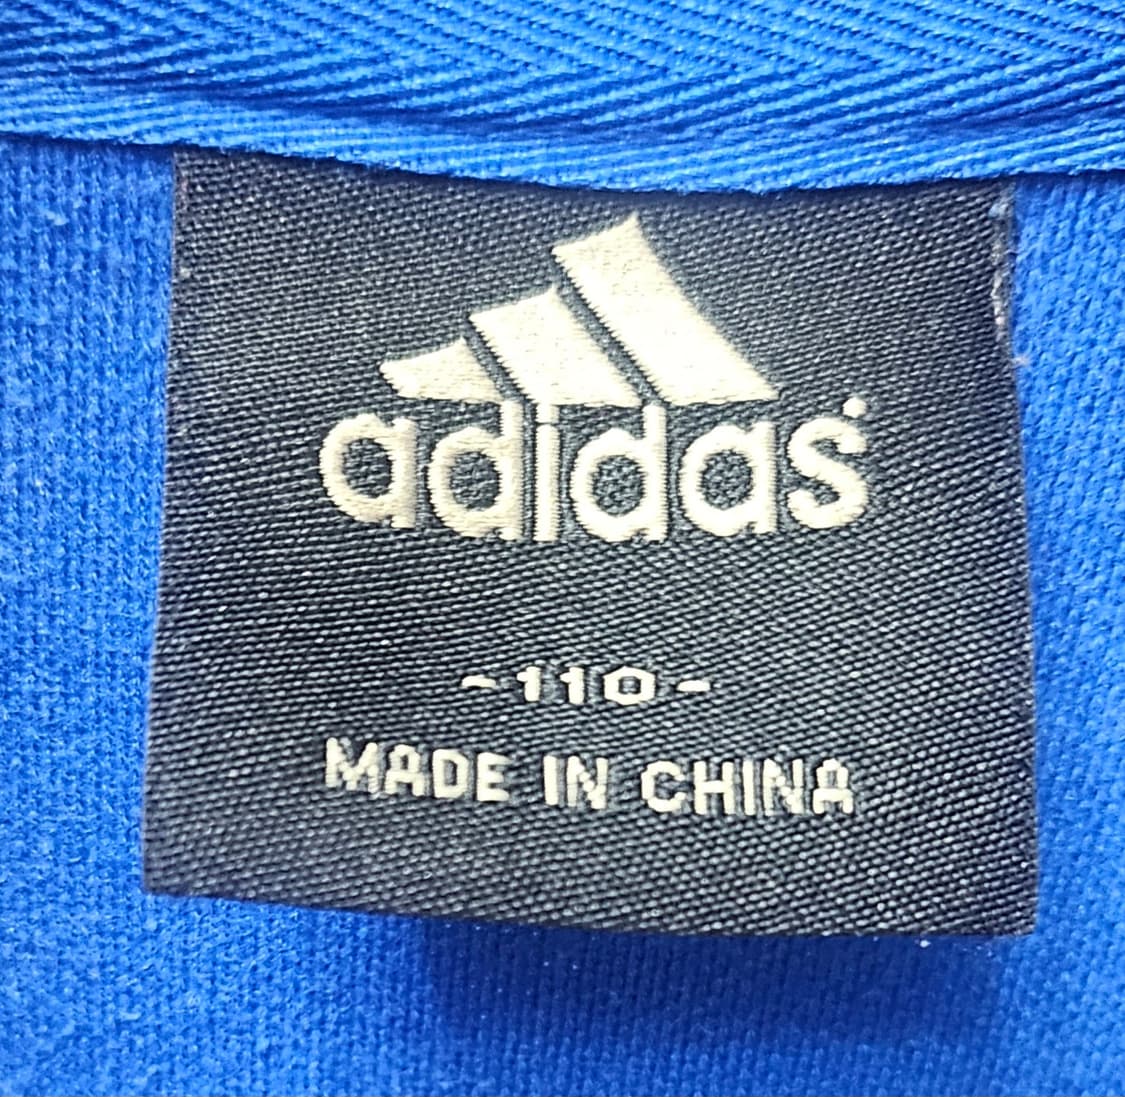 adidas
-110-
MADE IN CHINA